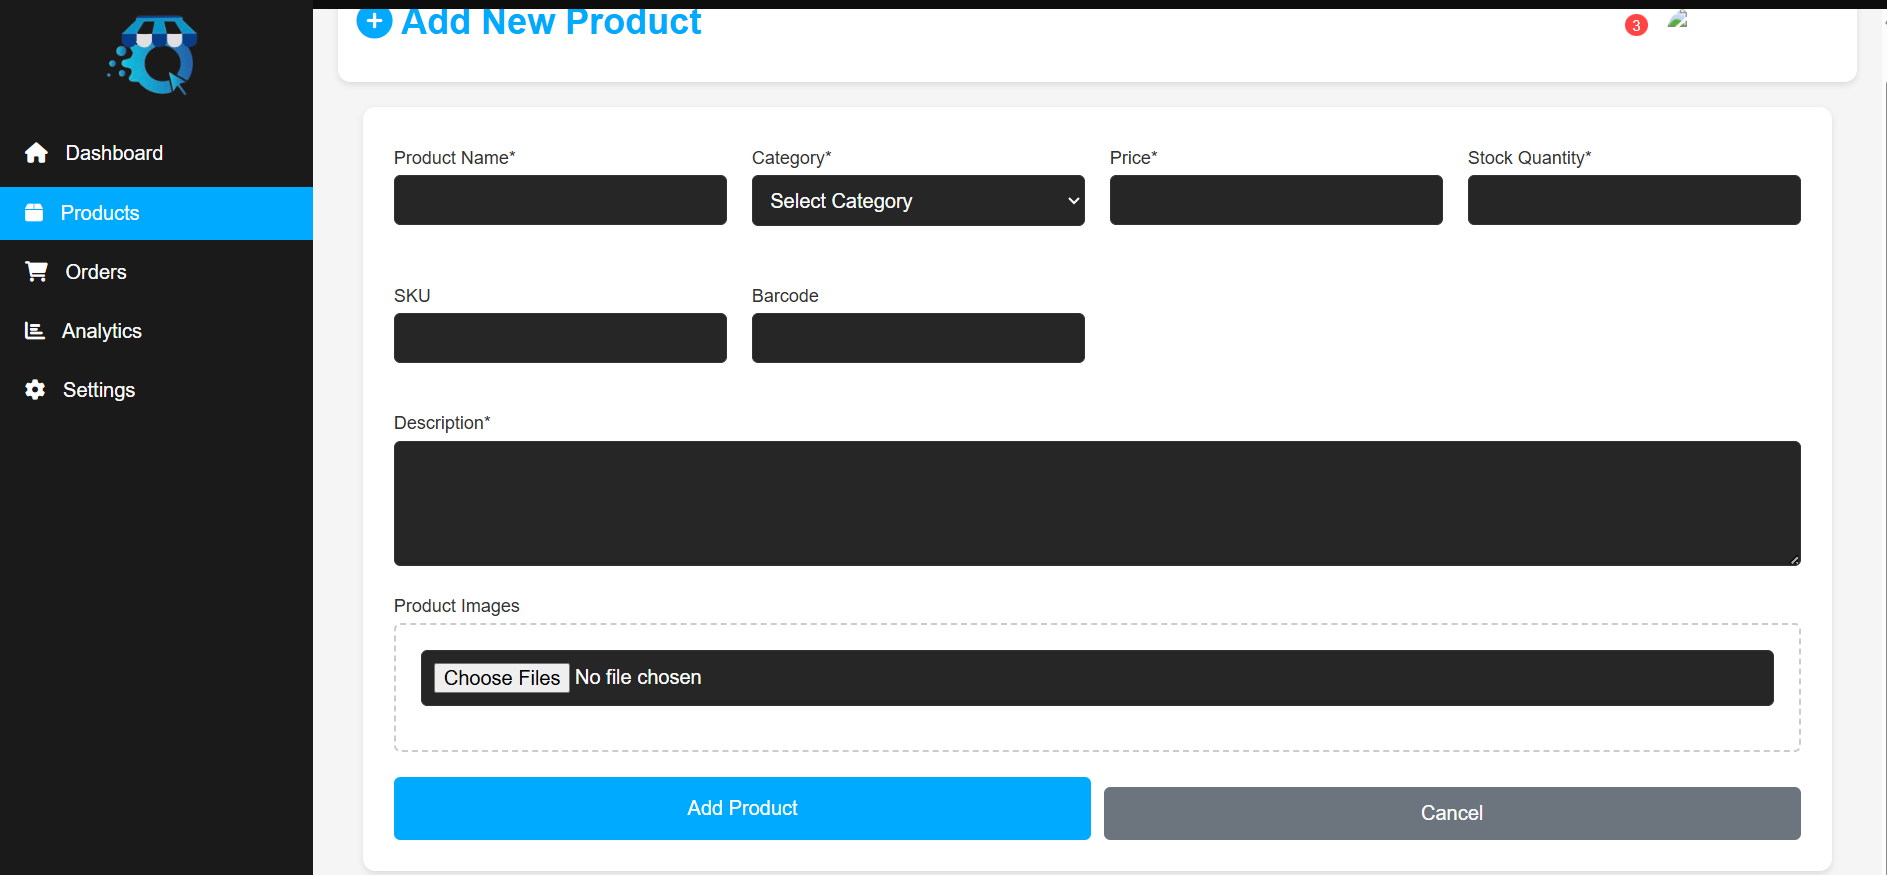 Add New Product
3
Dashboard
Products
Orders
Analytics
Settings
Product Name*
Category*
Price*
Stock Quantity*
Select Category
SKU
Barcode
Description*
Product Images
Choose Files No file chosen
Add Product
Cancel